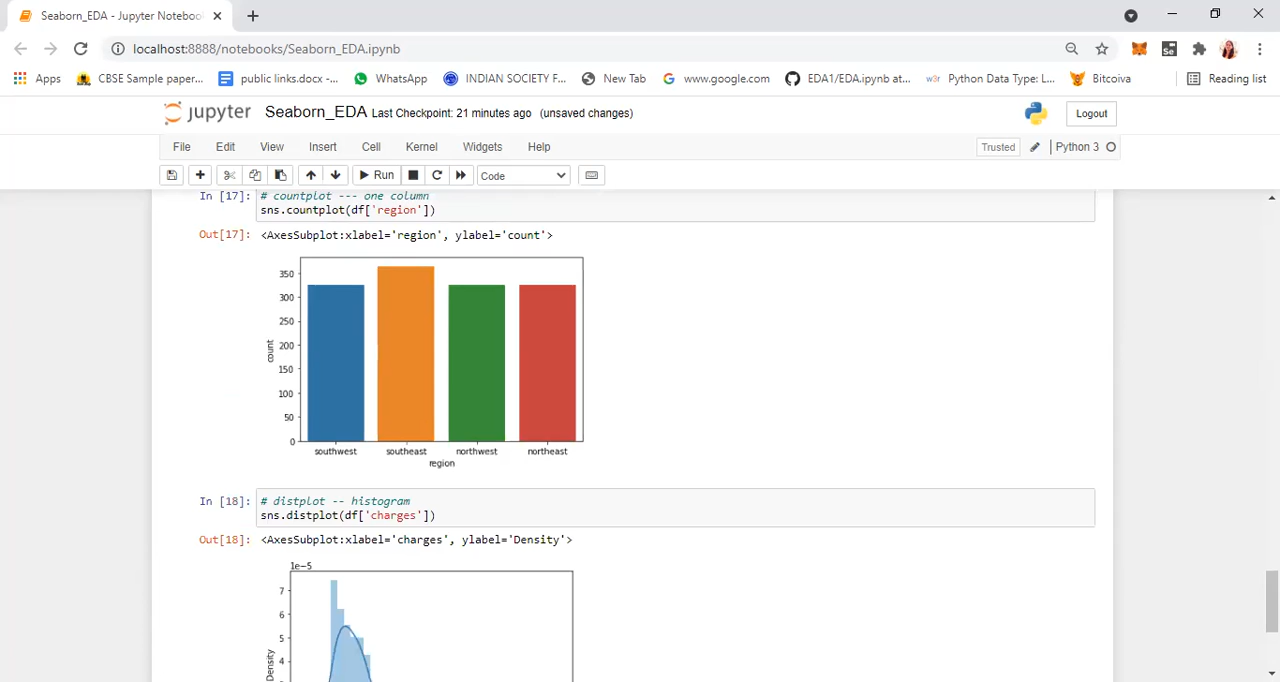 Seaborn_EDA - Jupyter Notebook
localhost:8888/notebooks/Seaborn_EDA.ipynb
Apps CBSE Sample paper... public links.docx -... WhatsApp INDIAN SOCIETY F... New Tab www.google.com EDA1/EDA.ipynb at... Python Data Type: L... Bitcoiva Reading list
jupyter Seaborn_EDA Last Checkpoint: 21 minutes ago (unsaved changes) Logout
File Edit View Insert Cell Kernel Widgets Help Trusted Python 3
Run Code
In [17]: # countplot --- one column
sns.countplot(df['region'])
Out[17]: <AxesSubplot:xlabel='region', ylabel='count'>
350
300
250
200
150
100
50
0
count
southwest southeast northwest northeast
region
In [18]: # distplot -- histogram
sns.distplot(df['charges'])
Out[18]: <AxesSubplot:xlabel='charges', ylabel='Density'>
1e-5
7
6
5
4
Density